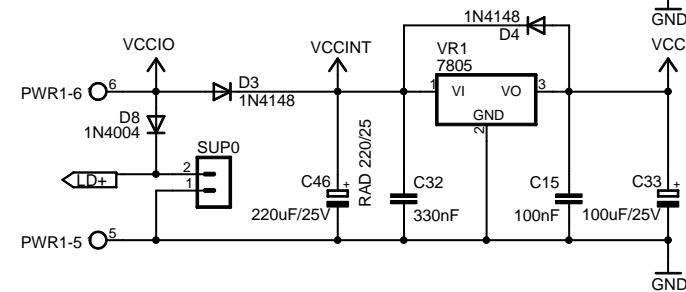 GND
1N4148
D4
VCCIO
VCCINT
VR1
7805
VCC
PWR1-6
6
D3
1N4148
1
VI
VO
3
GND
2
D8
1N4004
SUP0
2
1
LD+
C46
+
220uF/25V
RAD 220/25
C32
330nF
C15
100nF
C33
+
100uF/25V
PWR1-5
5
GND